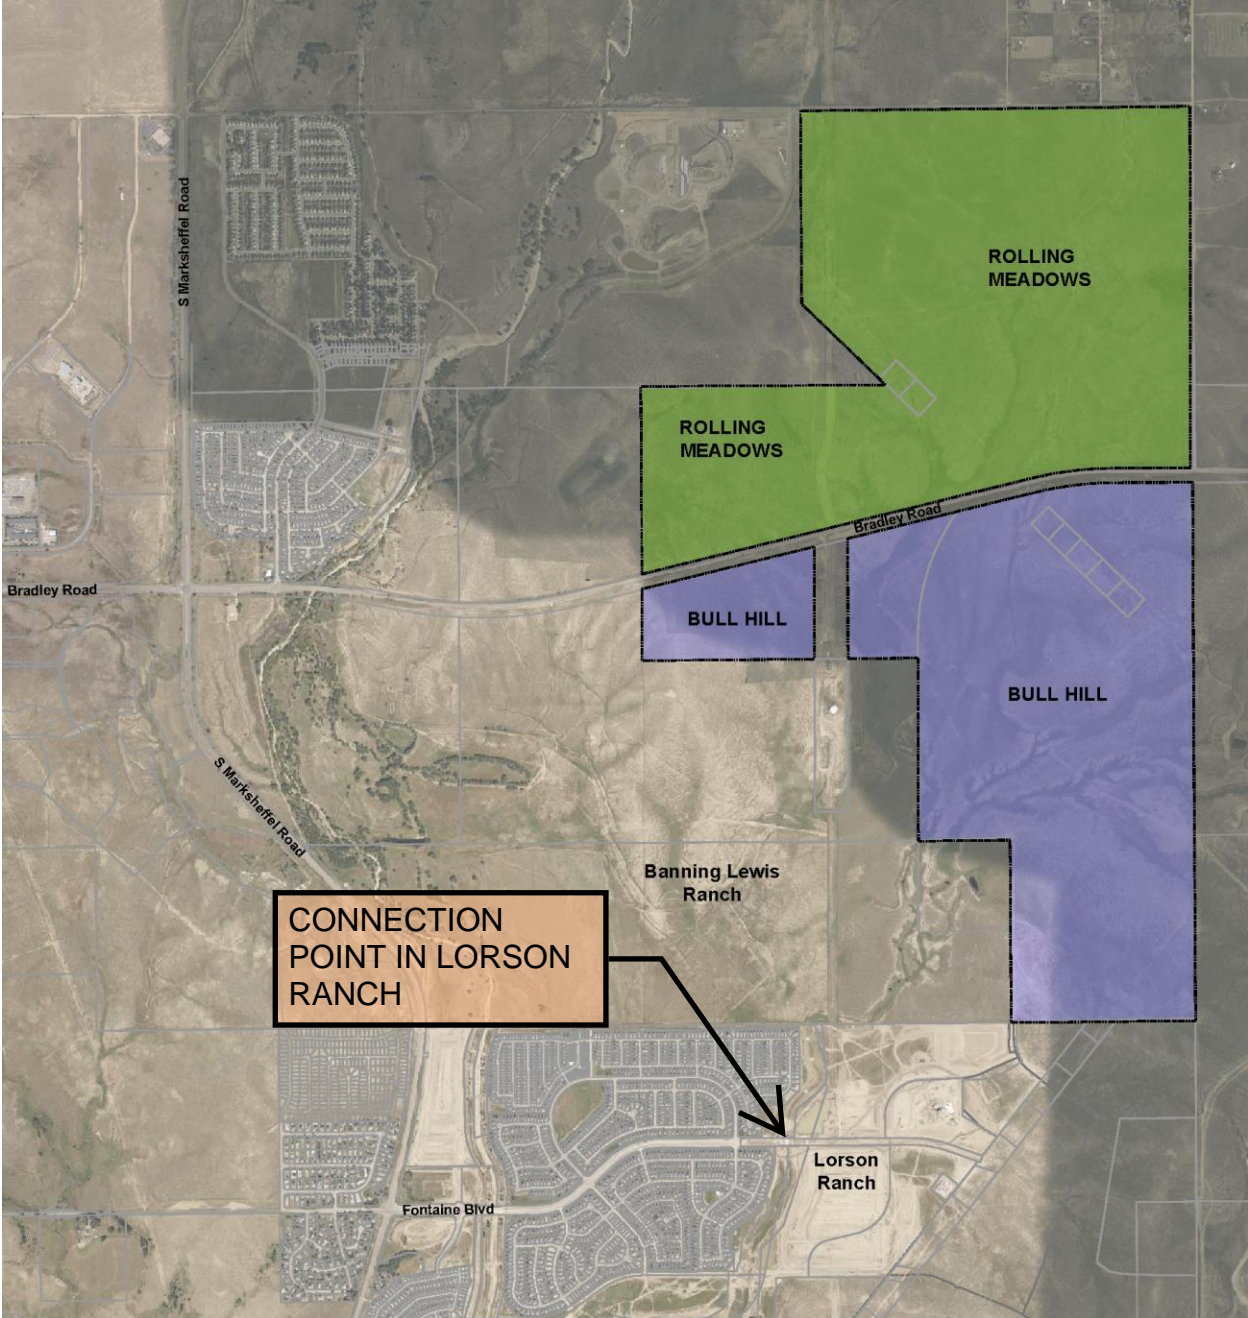 S Marksheffel Road
ROLLING
MEADOWS
ROLLING
MEADOWS
Bradley Road
Bradley Road
BULL HILL
BULL HILL
S Marksheffel Road
Banning Lewis
Ranch
CONNECTION
POINT IN LORSON
RANCH
Lorson
Ranch
Fontaine Blvd